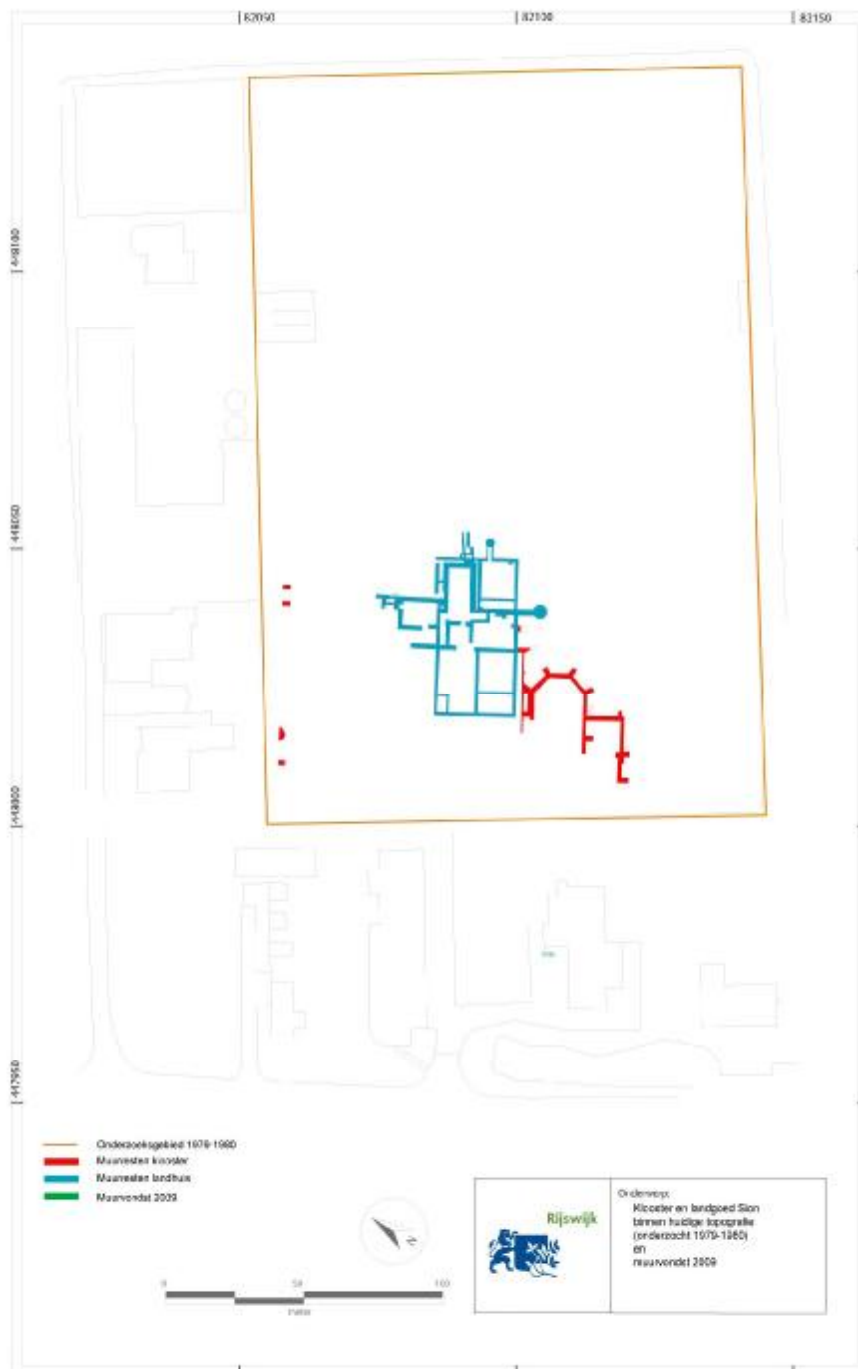 82050
82100
82150
448100
448050
448000
447950
Onderzoeksgebied 1979-1980
Muurresten klooster
Muurresten landhuis
Muurvondst 2009
N
0
50
100
Rijswijk
Onderwerp:
Klooster en landgoed Sion
binnen huidige topografie
(onderzocht 1979-1980)
en
muurvondst 2009